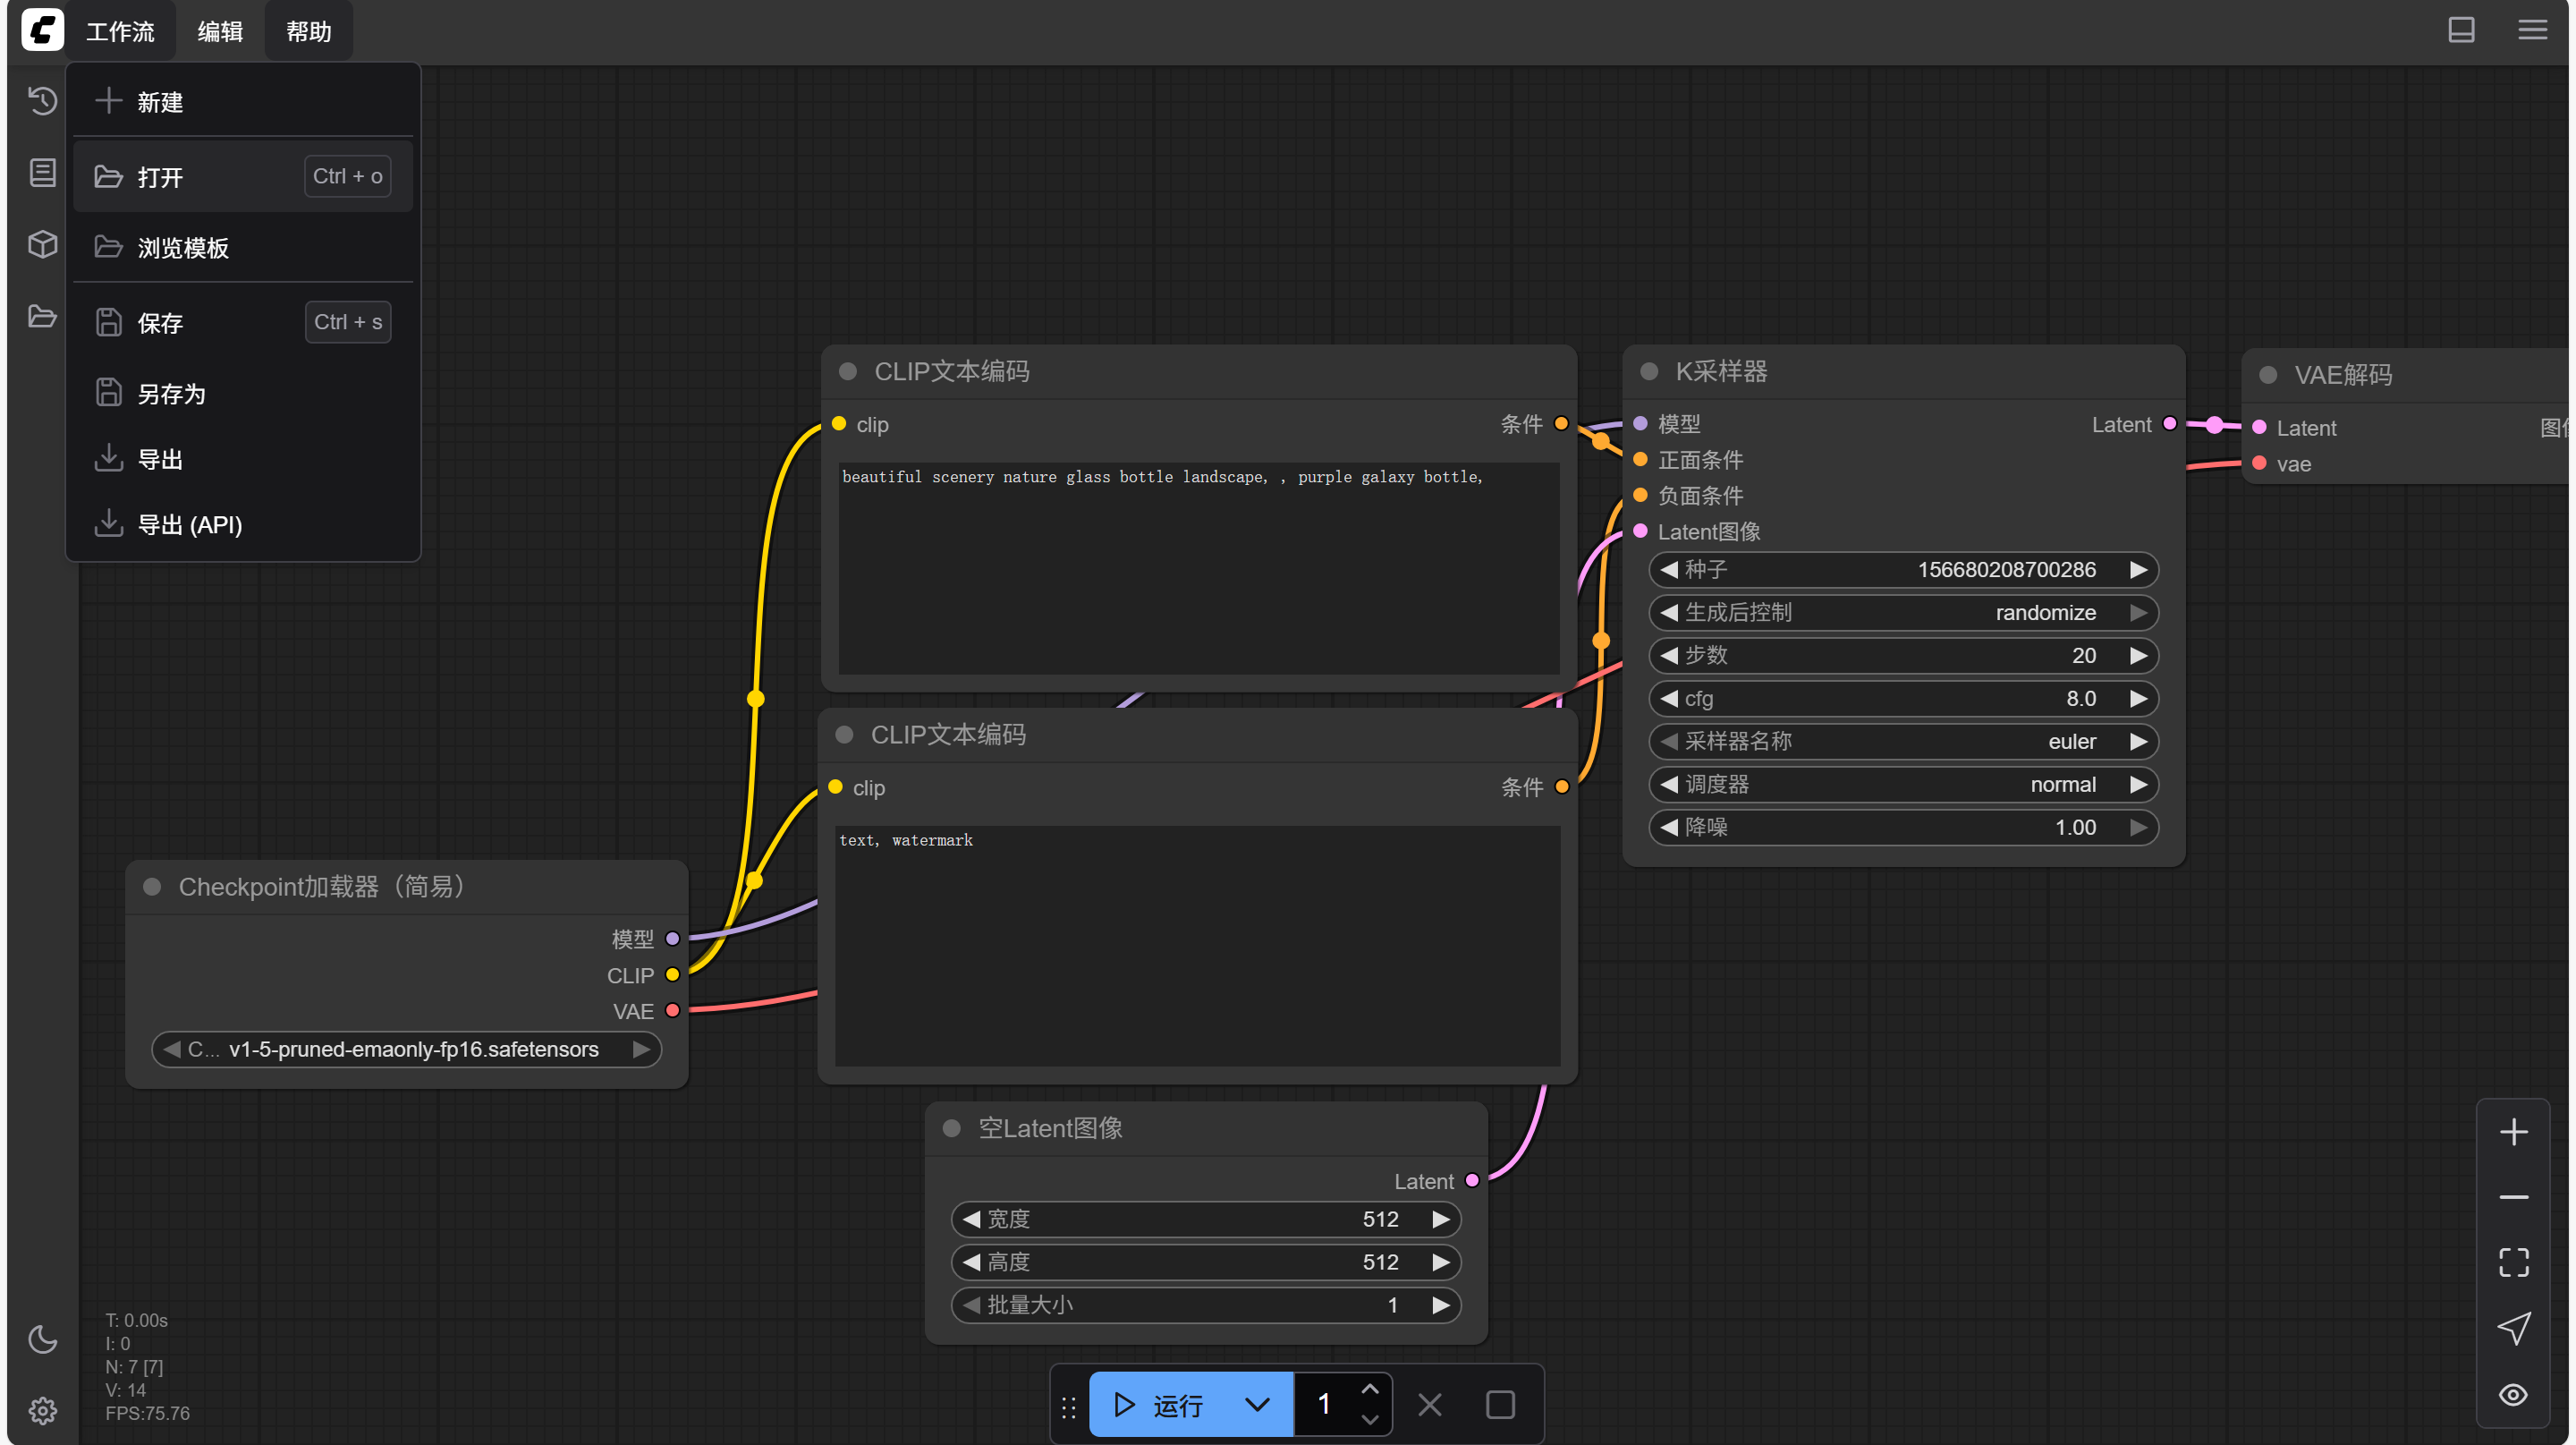 工作流 编辑 帮助
新建
打开 Ctrl + o
浏览模板
保存 Ctrl + s
另存为
导出
导出 (API)
CLIP文本编码
clip 条件
beautiful scenery nature glass bottle landscape, , purple galaxy bottle,
CLIP文本编码
clip 条件
text, watermark
K采样器
模型 Latent
正面条件
负面条件
Latent图像
种子 156680208700286
生成后控制 randomize
步数 20
cfg 8.0
采样器名称 euler
调度器 normal
降噪 1.00
VAE解码
Latent 图
vae
Checkpoint加载器（简易）
模型
CLIP
VAE
C... v1-5-pruned-emaonly-fp16.safetensors
空Latent图像
Latent
宽度 512
高度 512
批量大小 1
T: 0.00s
I: 0
N: 7 [7]
V: 14
FPS:75.76
运行 1